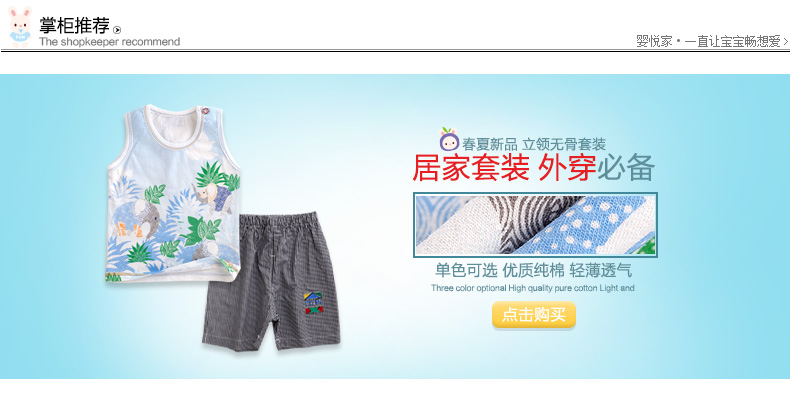 掌柜推荐
The shopkeeper recommend
婴悦家·一直让宝宝畅想爱>
春夏新品 立领无骨套装
居家套装 外穿必备
单色可选 优质纯棉 轻薄透气
Three color optional High quality pure cotton Light and
点击购买